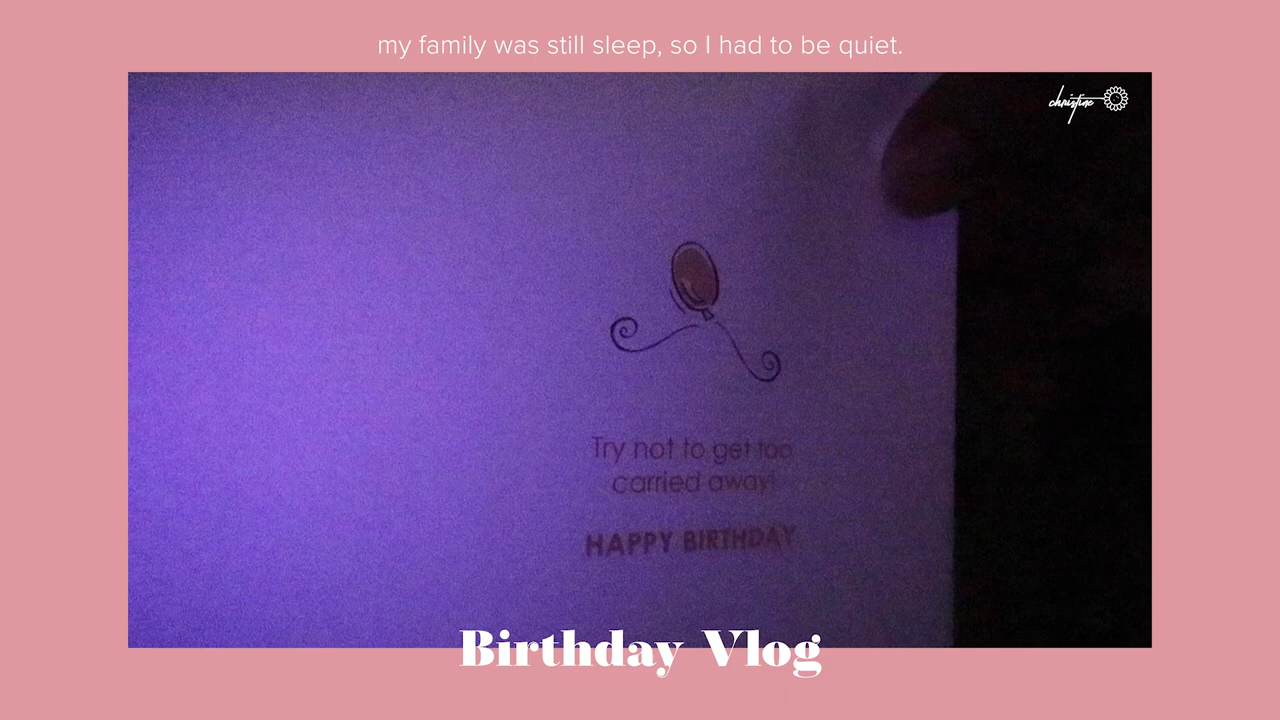 my family was still sleep, so I had to be quiet.
christine
Try not to get too
carried away!
HAPPY BIRTHDAY
Birthday Vlog